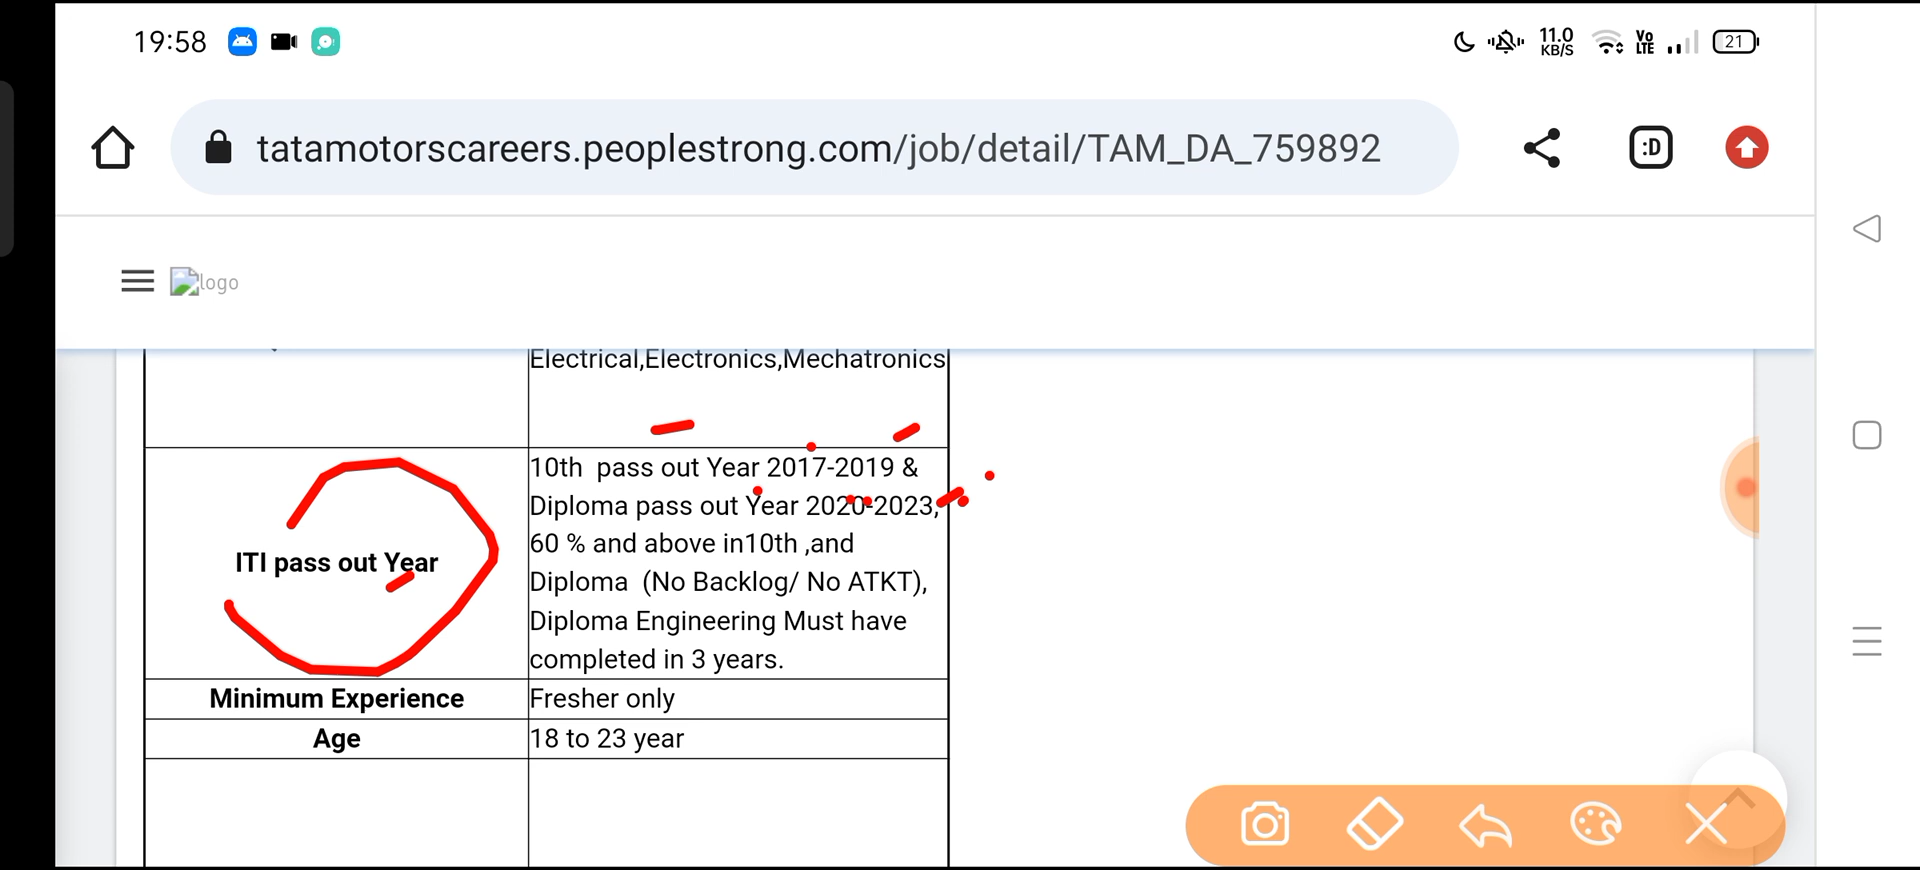 19:58
11.0
KB/S
Vo
LTE
21
tatamotorscareers.peoplestrong.com/job/detail/TAM_DA_759892
:D
logo
Electrical,Electronics,Mechatronics
ITI pass out Year
10th  pass out Year 2017-2019 &
Diploma pass out Year 2020-2023,
60 % and above in10th ,and
Diploma  (No Backlog/ No ATKT),
Diploma Engineering Must have
completed in 3 years.
Minimum Experience
Fresher only
Age
18 to 23 year